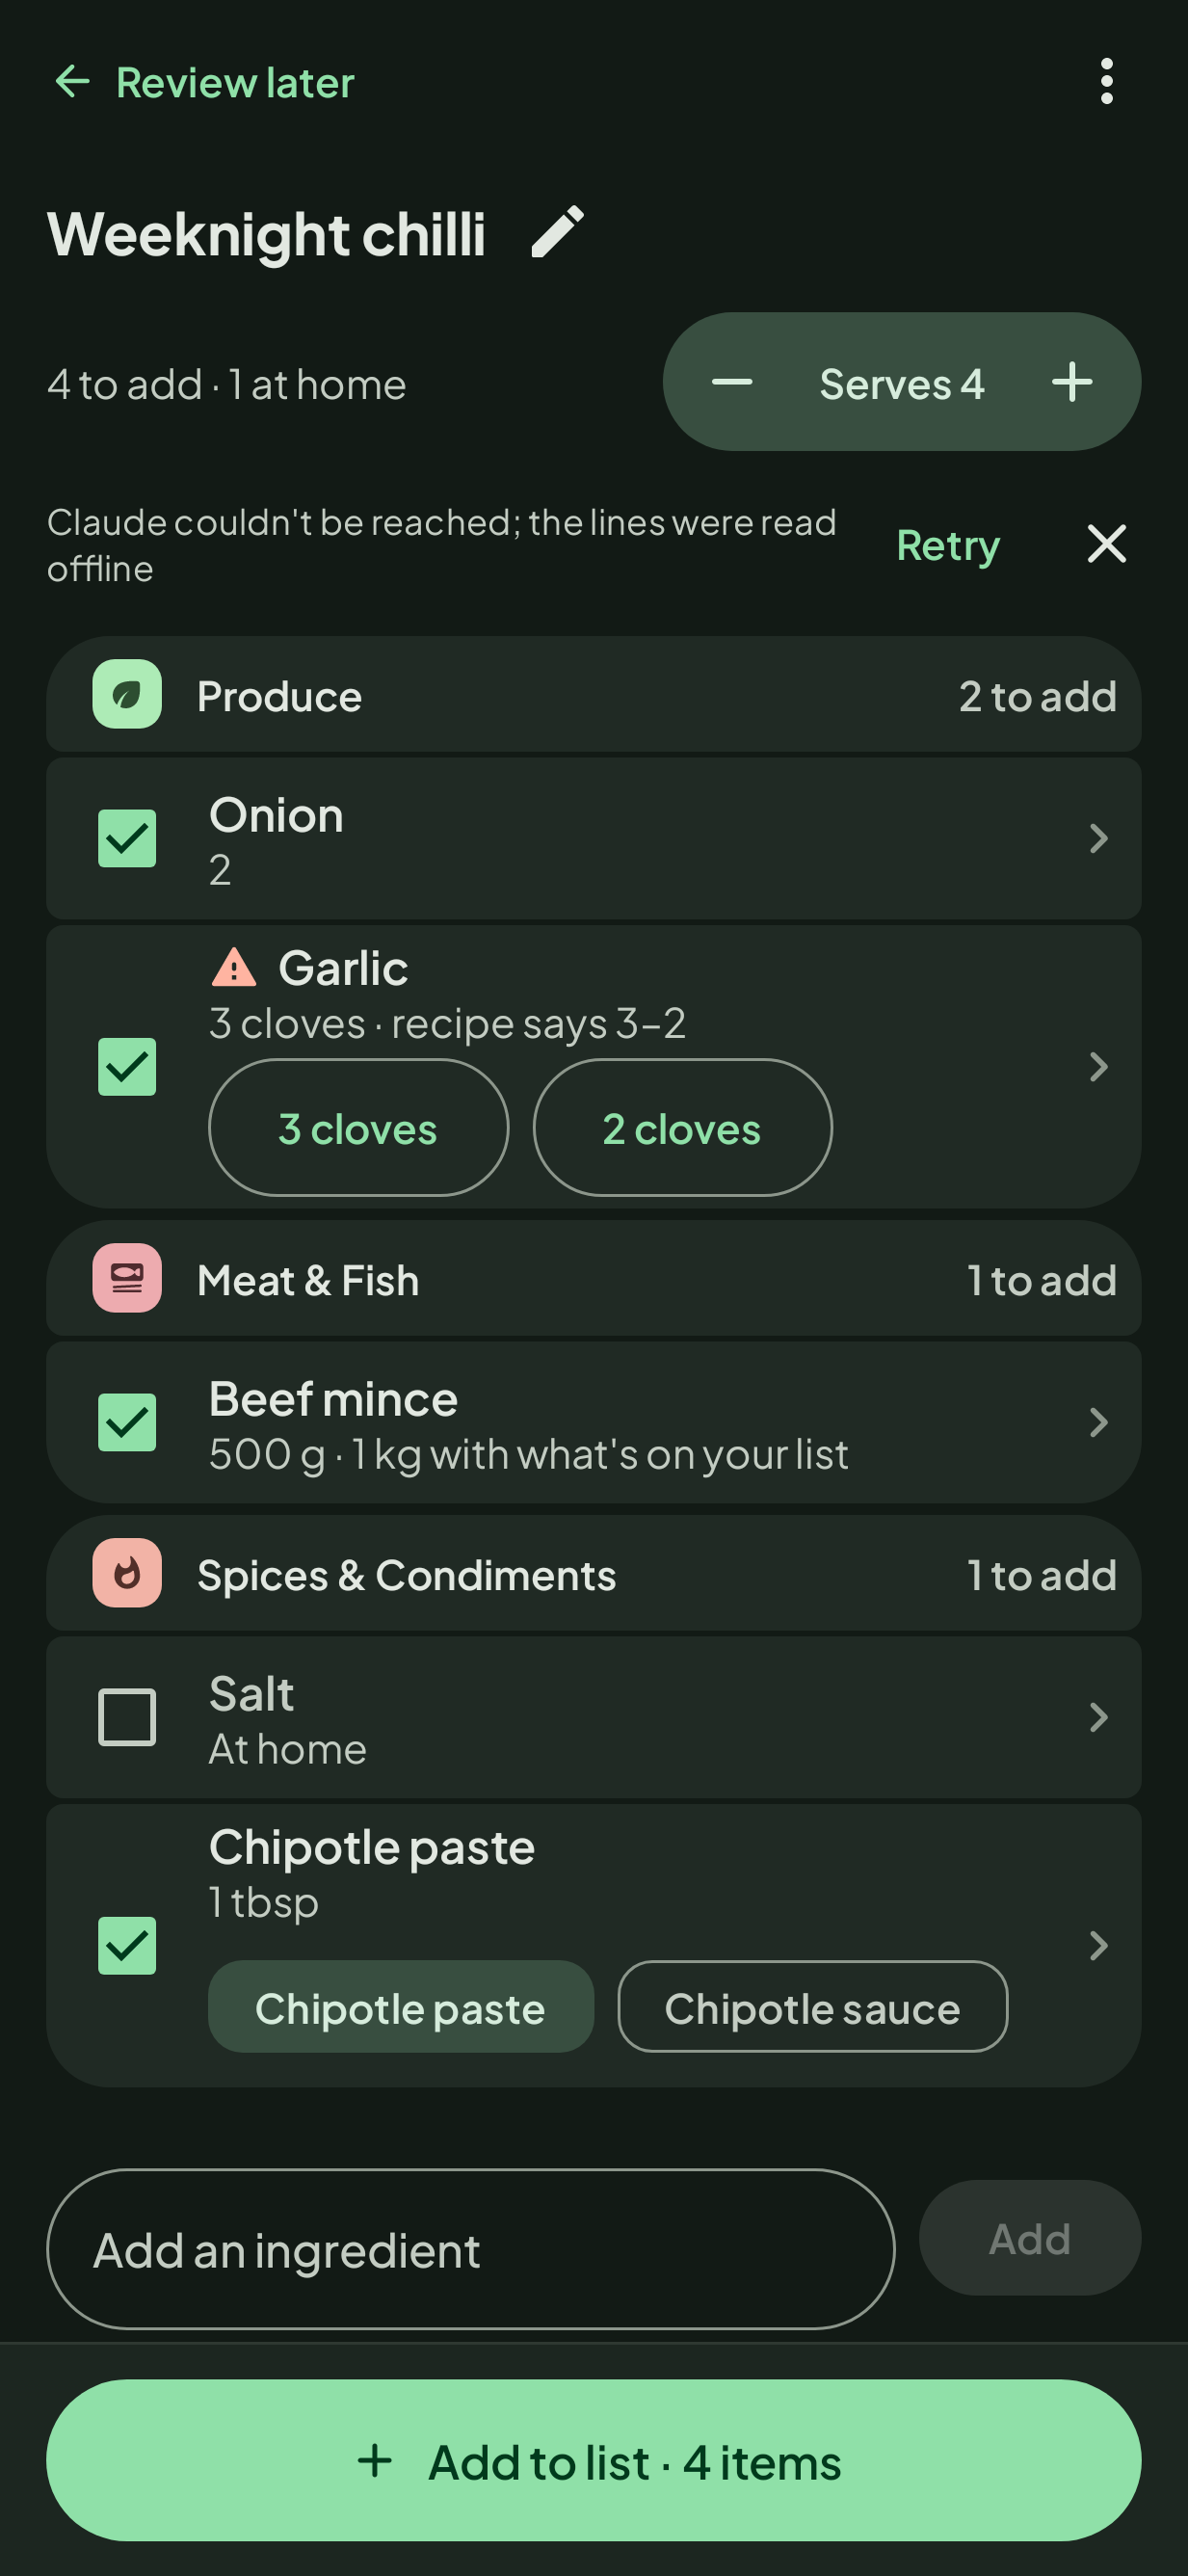 Review later
Weeknight chilli
4 to add · 1 at home
Serves 4
Claude couldn't be reached; the lines were read
offline
Retry
Produce
2 to add
Onion
2
Garlic
3 cloves · recipe says 3–2
3 cloves
2 cloves
Meat & Fish
1 to add
Beef mince
500 g · 1 kg with what's on your list
Spices & Condiments
1 to add
Salt
At home
Chipotle paste
1 tbsp
Chipotle paste
Chipotle sauce
Add an ingredient
Add
Add to list · 4 items